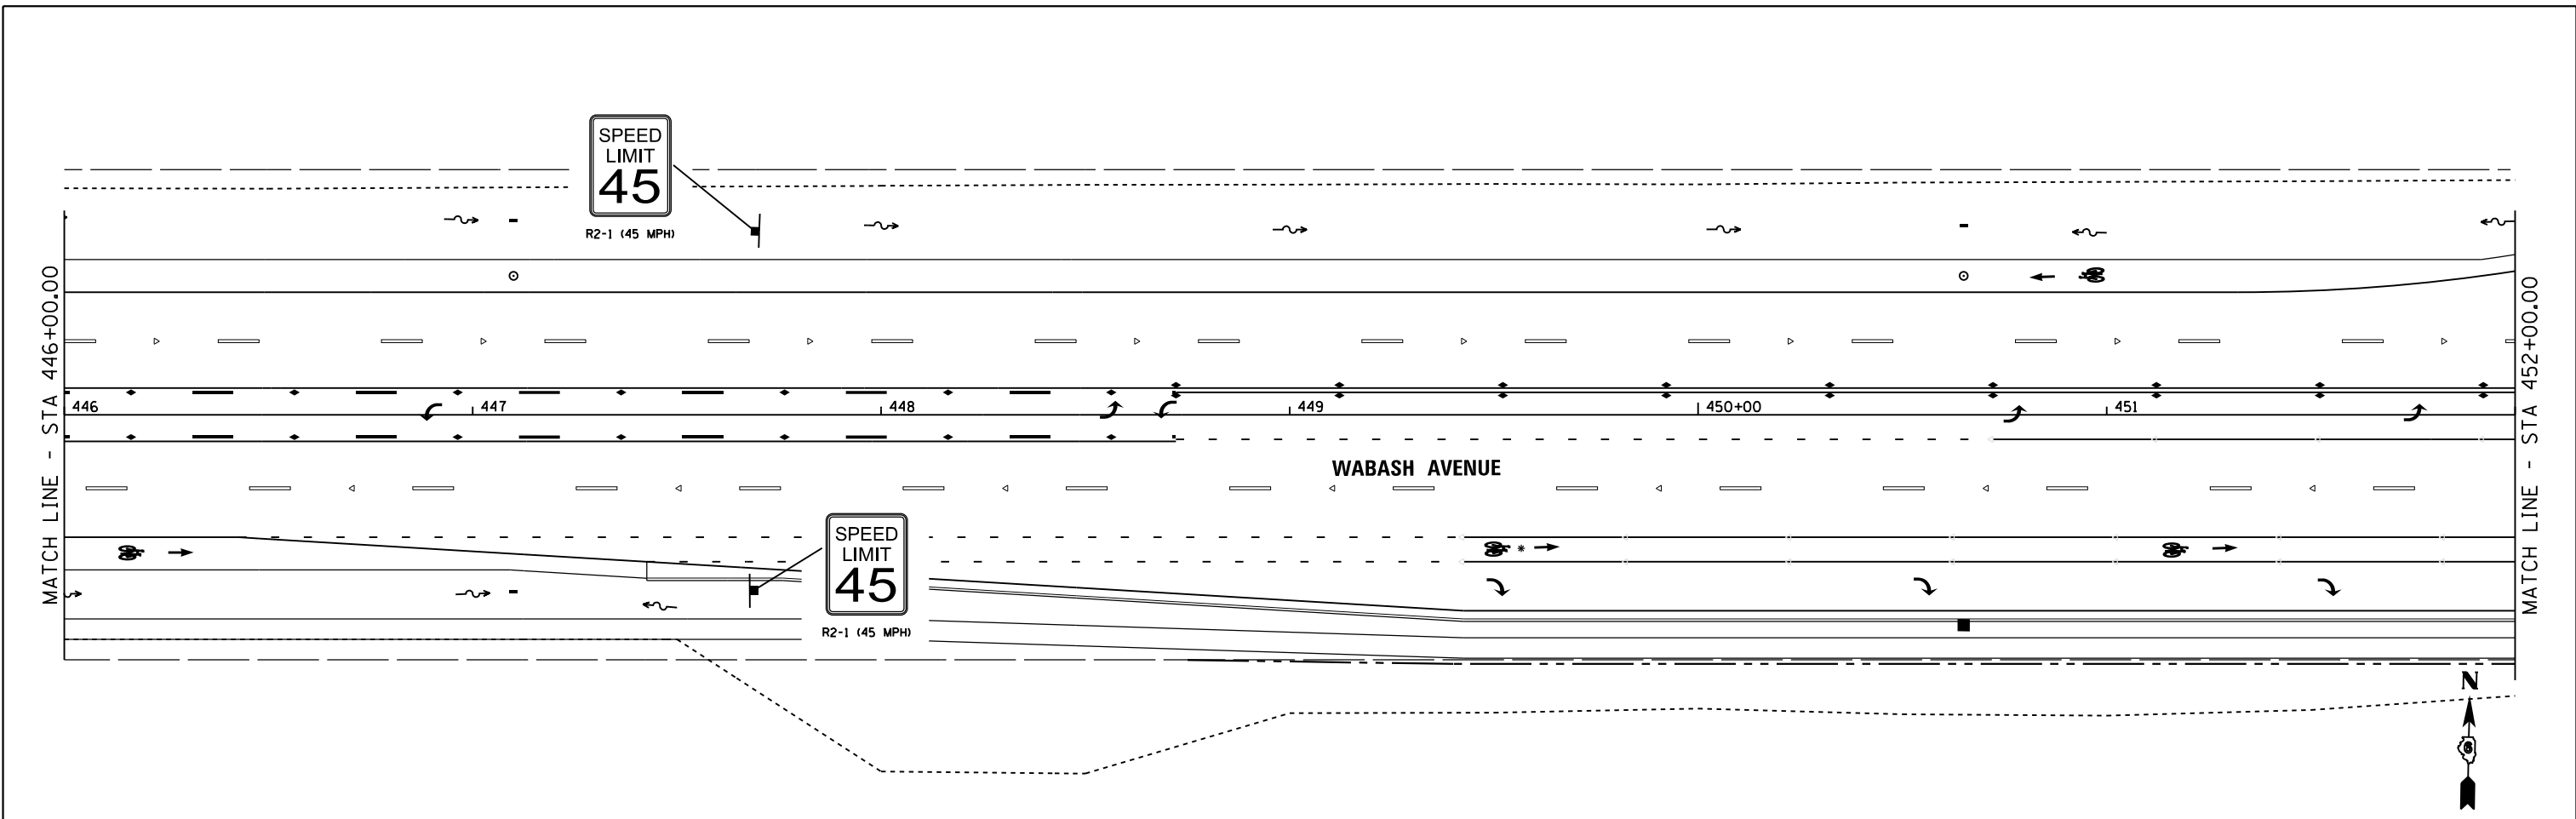 SPEED
LIMIT
45
R2-1 (45 MPH)
MATCH LINE - STA 446+00.00
MATCH LINE - STA 452+00.00
446
447
448
449
450+00
451
WABASH AVENUE
*
SPEED
LIMIT
45
R2-1 (45 MPH)
N
6